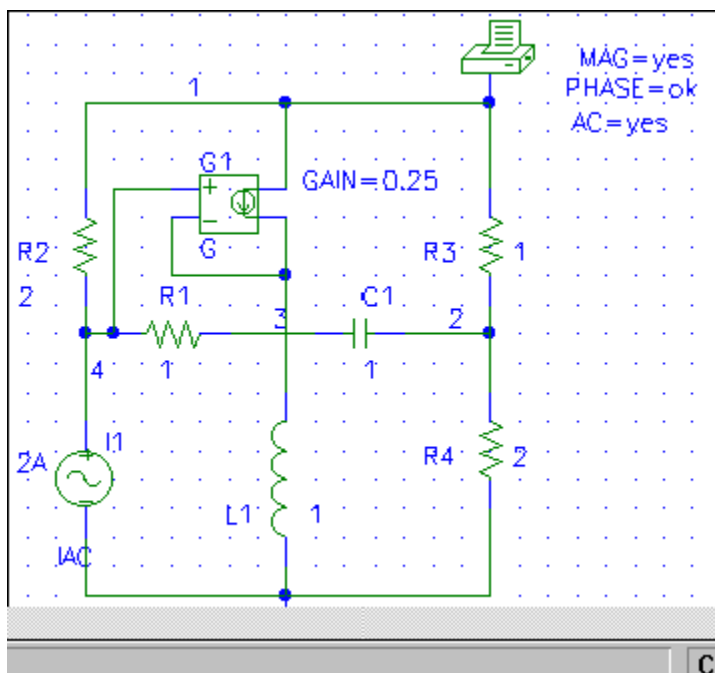 MAG=yes
PHASE=ok
AC=yes
1
G1
+
GAIN=0.25
−
G
R2
2
R3
1
R1
1
3
C1
1
2
4
2A
I1
+
−
IAC
L1
1
R4
2
C